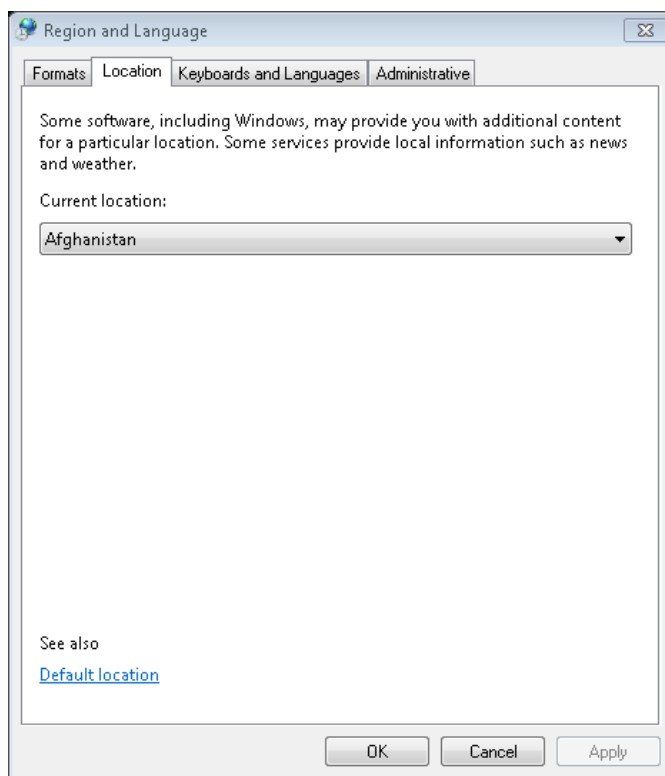 Region and Language
Formats Location Keyboards and Languages Administrative
Some software, including Windows, may provide you with additional content
for a particular location. Some services provide local information such as news
and weather.
Current location:
Afghanistan
See also
Default location
OK Cancel Apply